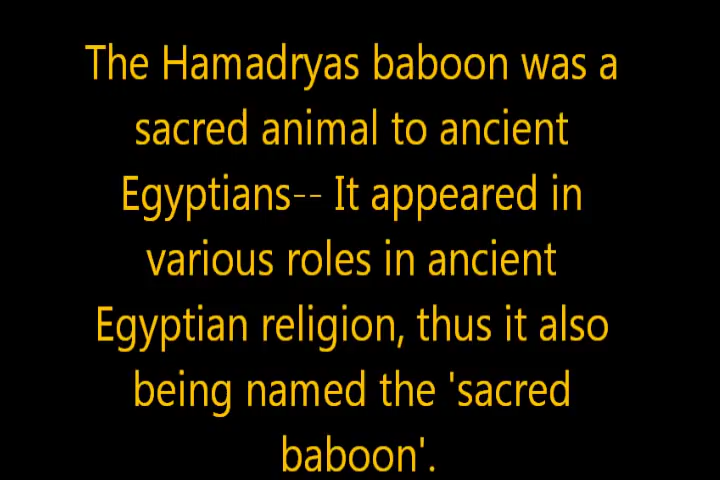 The Hamadryas baboon was a
sacred animal to ancient
Egyptians-- It appeared in
various roles in ancient
Egyptian religion, thus it also
being named the 'sacred
baboon'.